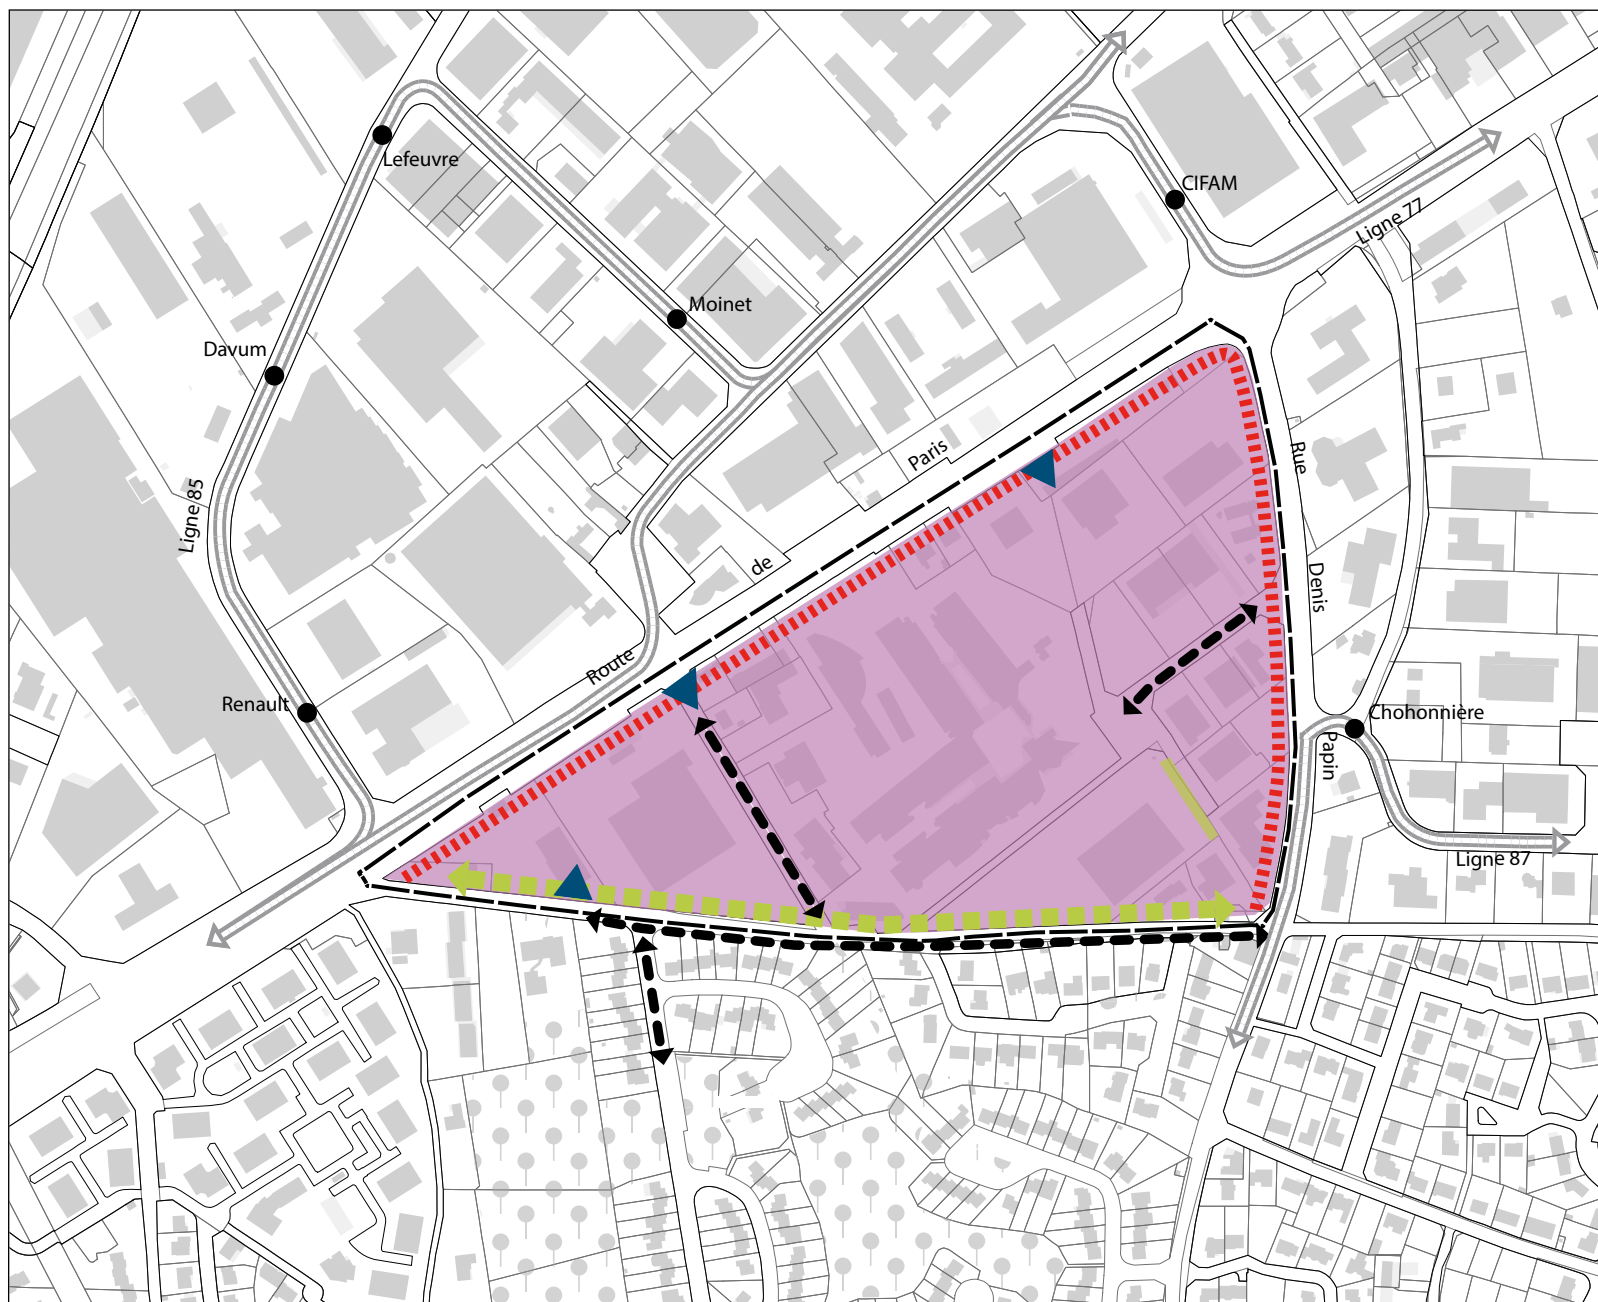 Lefeuvre
CIFAM
Ligne 77
Moinet
Davum
Paris
Rue
Ligne 85
de
Denis
Route
Renault
Chohonnière
Papin
Ligne 87